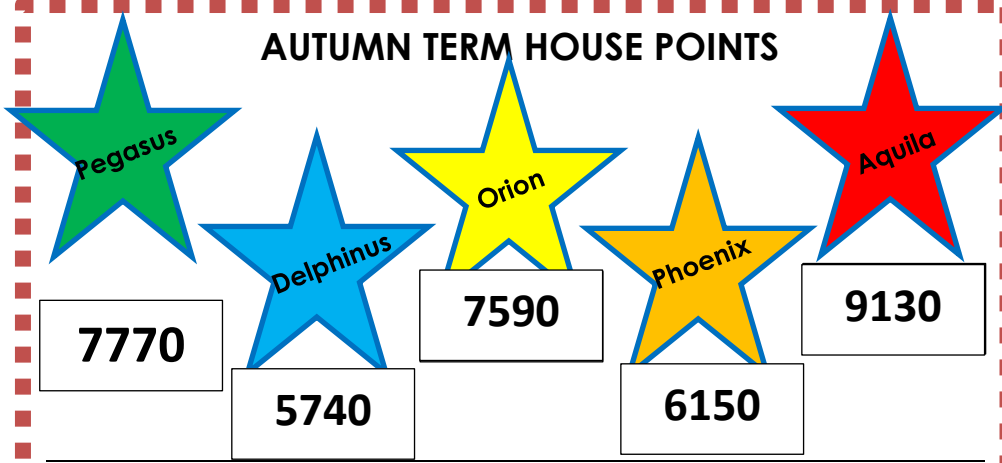 AUTUMN TERM HOUSE POINTS
Pegasus
7770
Delphinus
5740
Orion
7590
Phoenix
6150
Aquila
9130